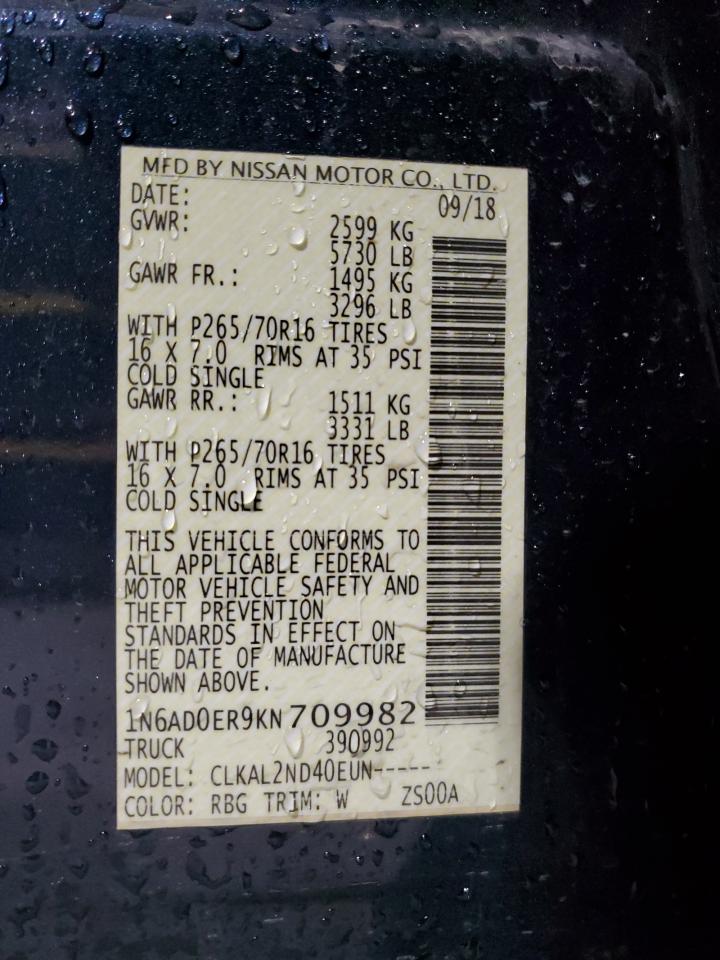 MFD BY NISSAN MOTOR CO., LTD.
DATE: 09/18
GVWR: 2599 KG
5730 LB
GAWR FR.: 1495 KG
3296 LB
WITH P265/70R16 TIRES
16 X 7.0 RIMS AT 35 PSI
COLD SINGLE
GAWR RR.: 1511 KG
3331 LB
WITH P265/70R16 TIRES
16 X 7.0 RIMS AT 35 PSI
COLD SINGLE
THIS VEHICLE CONFORMS TO
ALL APPLICABLE FEDERAL
MOTOR VEHICLE SAFETY AND
THEFT PREVENTION
STANDARDS IN EFFECT ON
THE DATE OF MANUFACTURE
SHOWN ABOVE.
1N6AD0ER9KN709982
TRUCK 390992
MODEL: CLKAL2ND40EUN-----
COLOR: RBG TRIM: W ZS00A